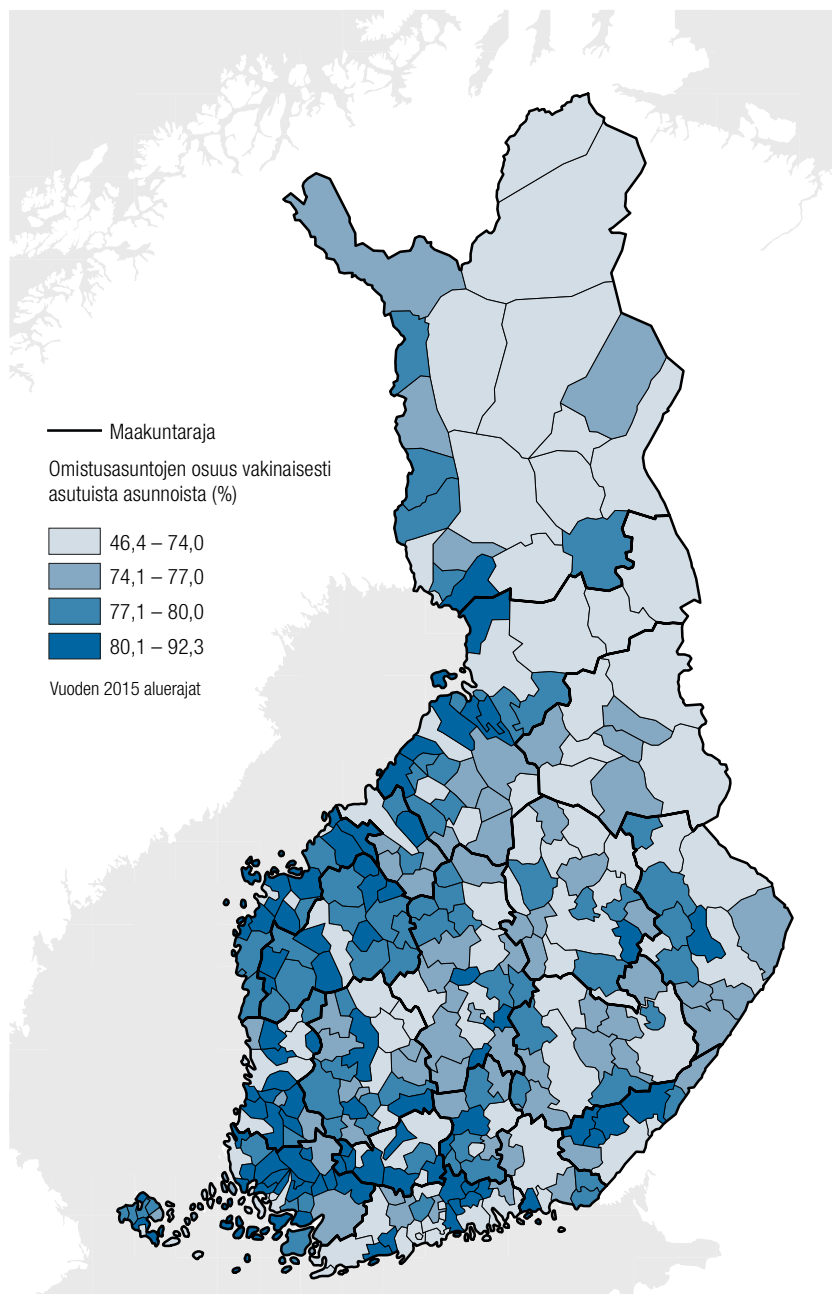 Maakuntaraja
Omistusasuntojen osuus vakinaisesti
asutuista asunnoista (%)
46,4 – 74,0
74,1 – 77,0
77,1 – 80,0
80,1 – 92,3
Vuoden 2015 aluerajat